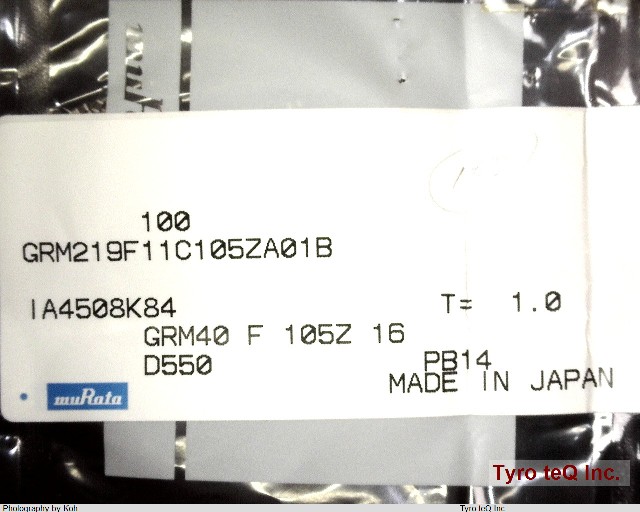 muRata
100
GRM219F11C105ZA01B
IA4508K84 T= 1.0
GRM40 F 105Z 16
D550 PB14
muRata MADE IN JAPAN
Tyro teQ Inc.
Photography by Koh Tyro teQ Inc